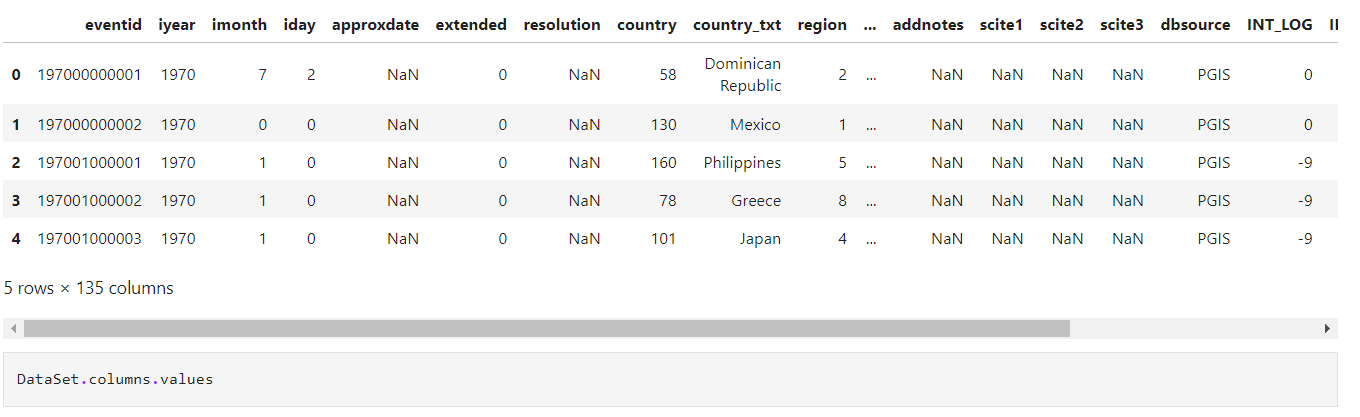 eventid iyear imonth iday approxdate extended resolution country country_txt region ... addnotes scite1 scite2 scite3 dbsource INT_LOG
0 197000000001 1970 7 2 NaN 0 NaN 58 Dominican Republic 2 ... NaN NaN NaN NaN PGIS 0
1 197000000002 1970 0 0 NaN 0 NaN 130 Mexico 1 ... NaN NaN NaN NaN PGIS 0
2 197001000001 1970 1 0 NaN 0 NaN 160 Philippines 5 ... NaN NaN NaN NaN PGIS -9
3 197001000002 1970 1 0 NaN 0 NaN 78 Greece 8 ... NaN NaN NaN NaN PGIS -9
4 197001000003 1970 1 0 NaN 0 NaN 101 Japan 4 ... NaN NaN NaN NaN PGIS -9
5 rows × 135 columns
DataSet.columns.values